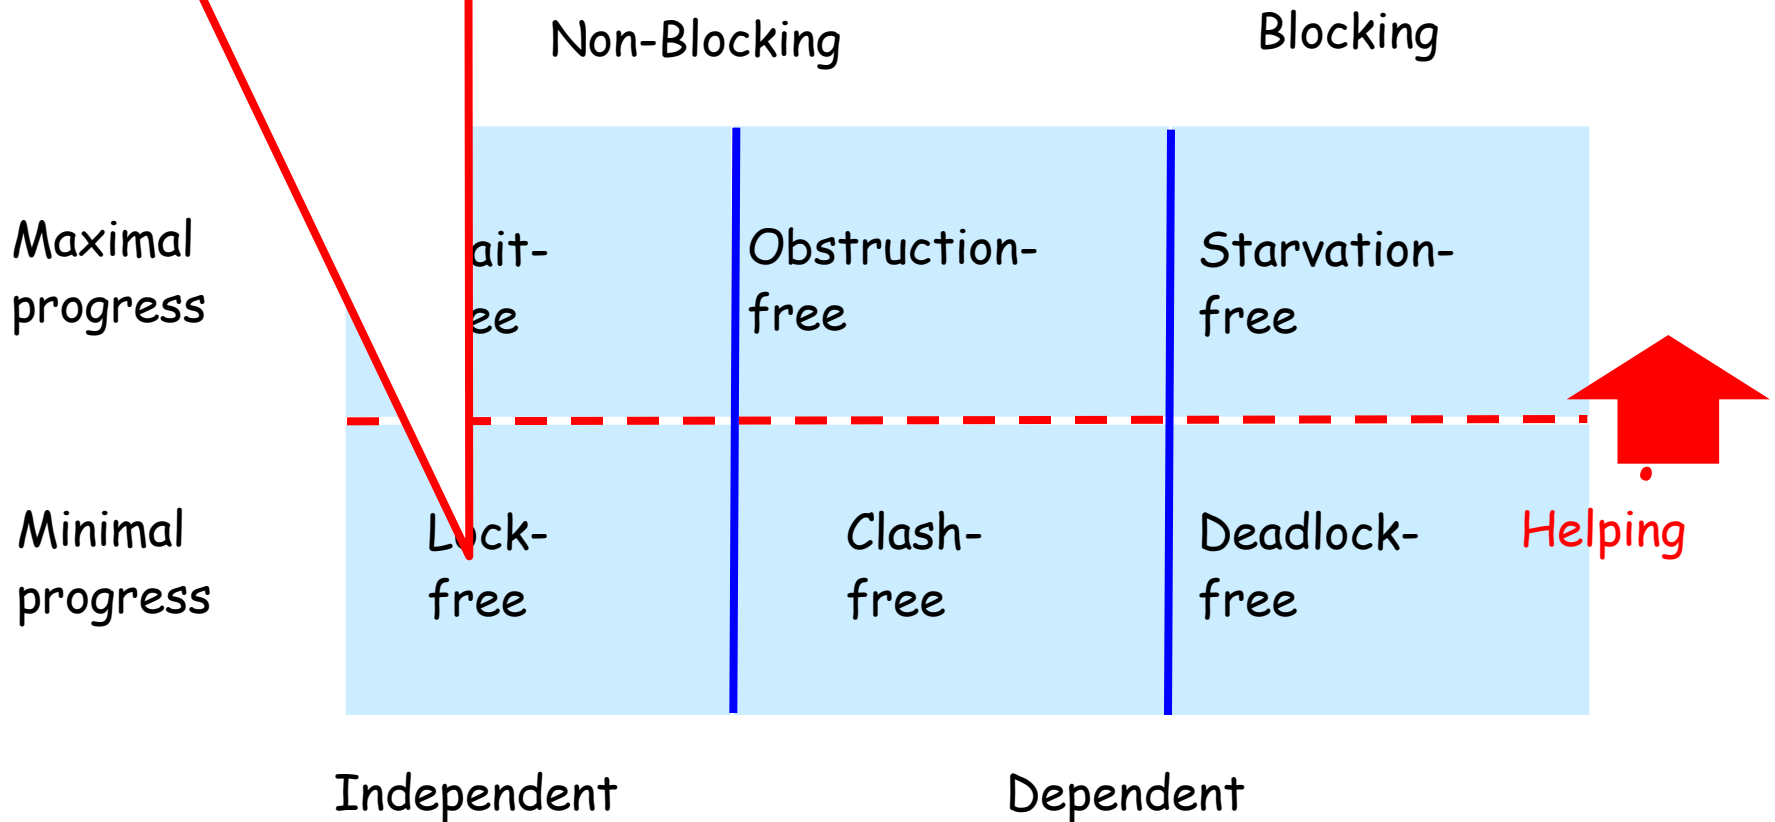 Non-Blocking
Blocking
Maximal
progress
ait-
ee
Obstruction-
free
Starvation-
free
Minimal
progress
Lock-
free
Clash-
free
Deadlock-
free
Helping
Independent
Dependent